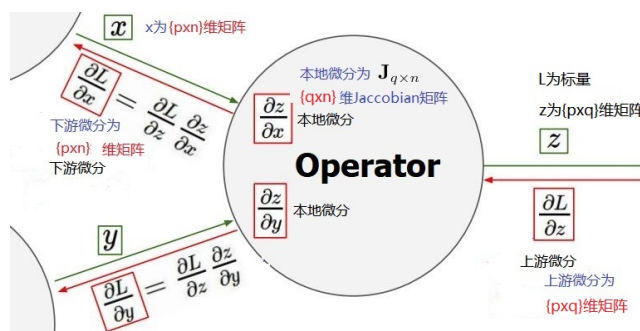 x
x为{pxn}维矩阵
∂L/∂x = ∂L/∂z ∂z/∂x
下游微分为
{pxn} 维矩阵
下游微分
本地微分为 J q×n
{qxn} 维Jaccobian矩阵
∂z/∂x 本地微分
Operator
∂z/∂y 本地微分
y
∂L/∂y = ∂L/∂z ∂z/∂y
L为标量
z为{pxq}维矩阵
z
∂L/∂z
上游微分
上游微分为
{pxq}维矩阵